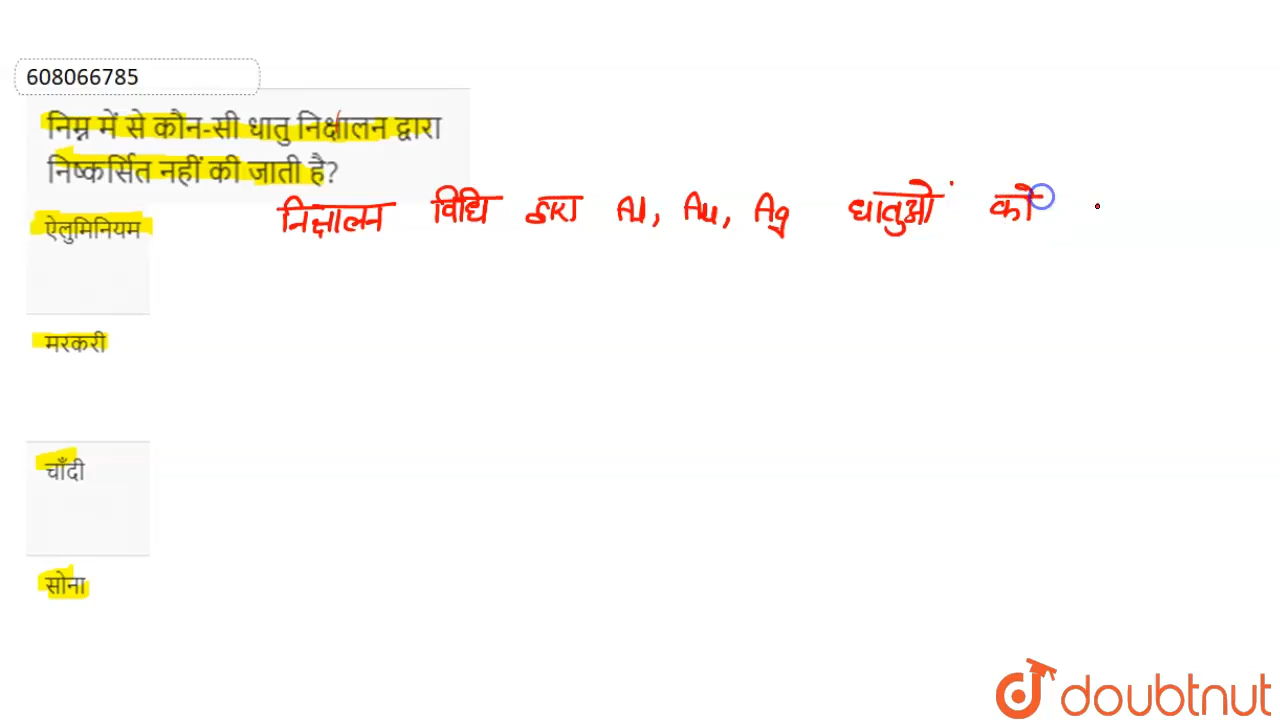 608066785
निम्न में से कौन-सी धातु निक्षालन द्वारा
निष्कर्सित नहीं की जाती है?
निक्षालन विधि द्वारा Al, Au, Ag धातुओं को
ऐलुमिनियम
मरकरी
चाँदी
सोना
doubtnut